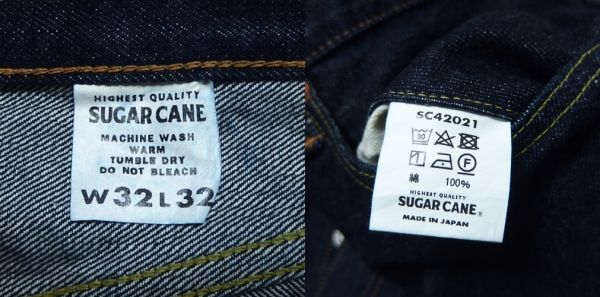 HIGHEST QUALITY
SUGAR CANE
MACHINE WASH
WARM
TUMBLE DRY
DO NOT BLEACH
W32L32
SC42021
綿 100%
HIGHEST QUALITY
SUGAR CANE®
MADE IN JAPAN